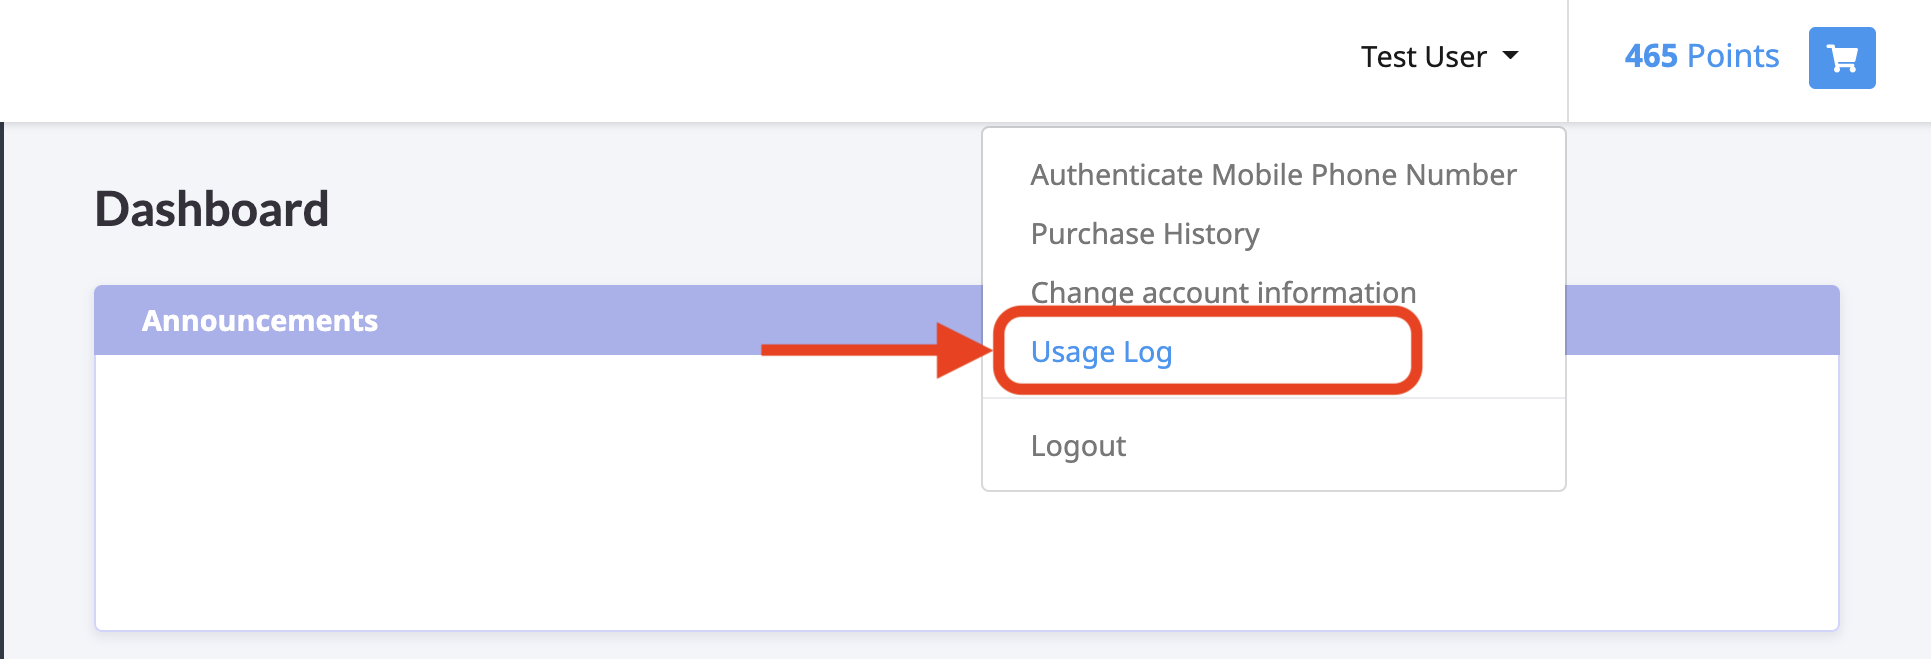 Test User
465 Points
Authenticate Mobile Phone Number
Dashboard
Purchase History
Change account information
Announcements
Usage Log
Logout